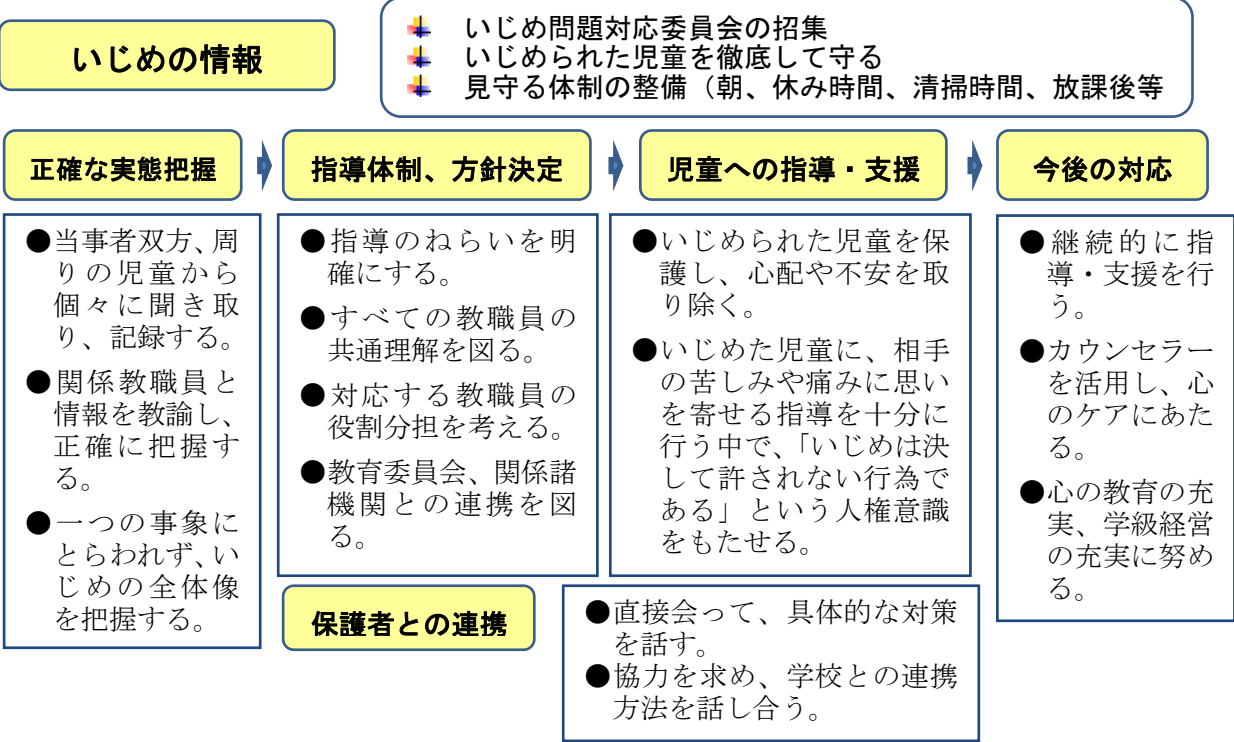 いじめの情報
いじめ問題対応委員会の招集
いじめられた児童を徹底して守る
見守る体制の整備（朝、休み時間、清掃時間、放課後等
正確な実態把握
指導体制、方針決定
児童への指導・支援
今後の対応
●当事者双方、周
りの児童から
個々に聞き取
り、記録する。
●関係教職員と
情報を教諭し、
正確に把握す
る。
●一つの事象に
とらわれず、い
じめの全体像
を把握する。
●指導のねらいを明
確にする。
●すべての教職員の
共通理解を図る。
●対応する教職員の
役割分担を考える。
●教育委員会、関係諸
機関との連携を図
る。
●いじめられた児童を保
護し、心配や不安を取
り除く。
●いじめた児童に、相手
の苦しみや痛みに思い
を寄せる指導を十分に
行う中で、「いじめは決
して許されない行為で
ある」という人権意識
をもたせる。
●継続的に指
導・支援を行
う。
●カウンセラー
を活用し、心
のケアにあた
る。
●心の教育の充
実、学級経営
の充実に努め
る。
保護者との連携
●直接会って、具体的な対策
を話す。
●協力を求め、学校との連携
方法を話し合う。